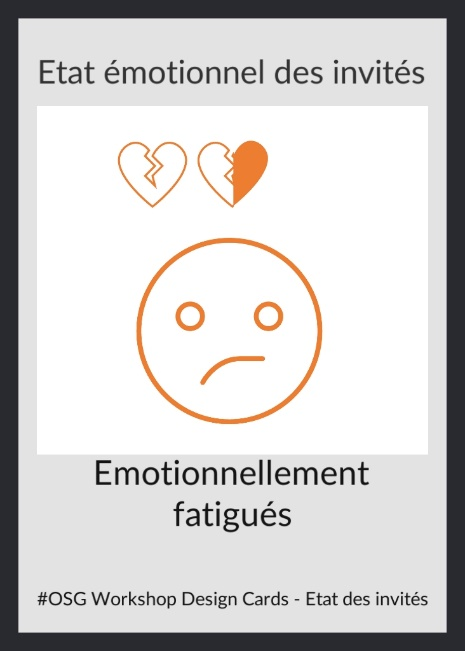 Etat émotionnel des invités
Emotionnellement
fatigués
#OSG Workshop Design Cards - Etat des invités